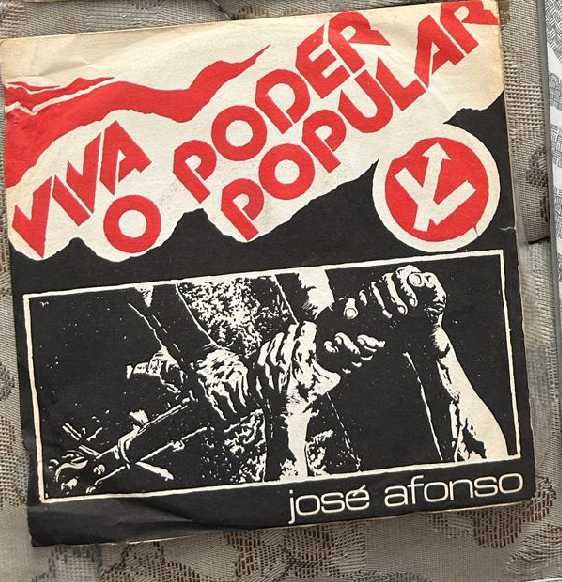 VIVA
O PODER
POPULAR
josé afonso